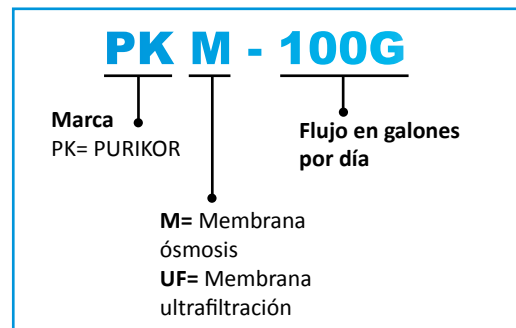 PK M - 100G
Marca
PK= PURIKOR
Flujo en galones
por día
M= Membrana
ósmosis
UF= Membrana
ultrafiltración